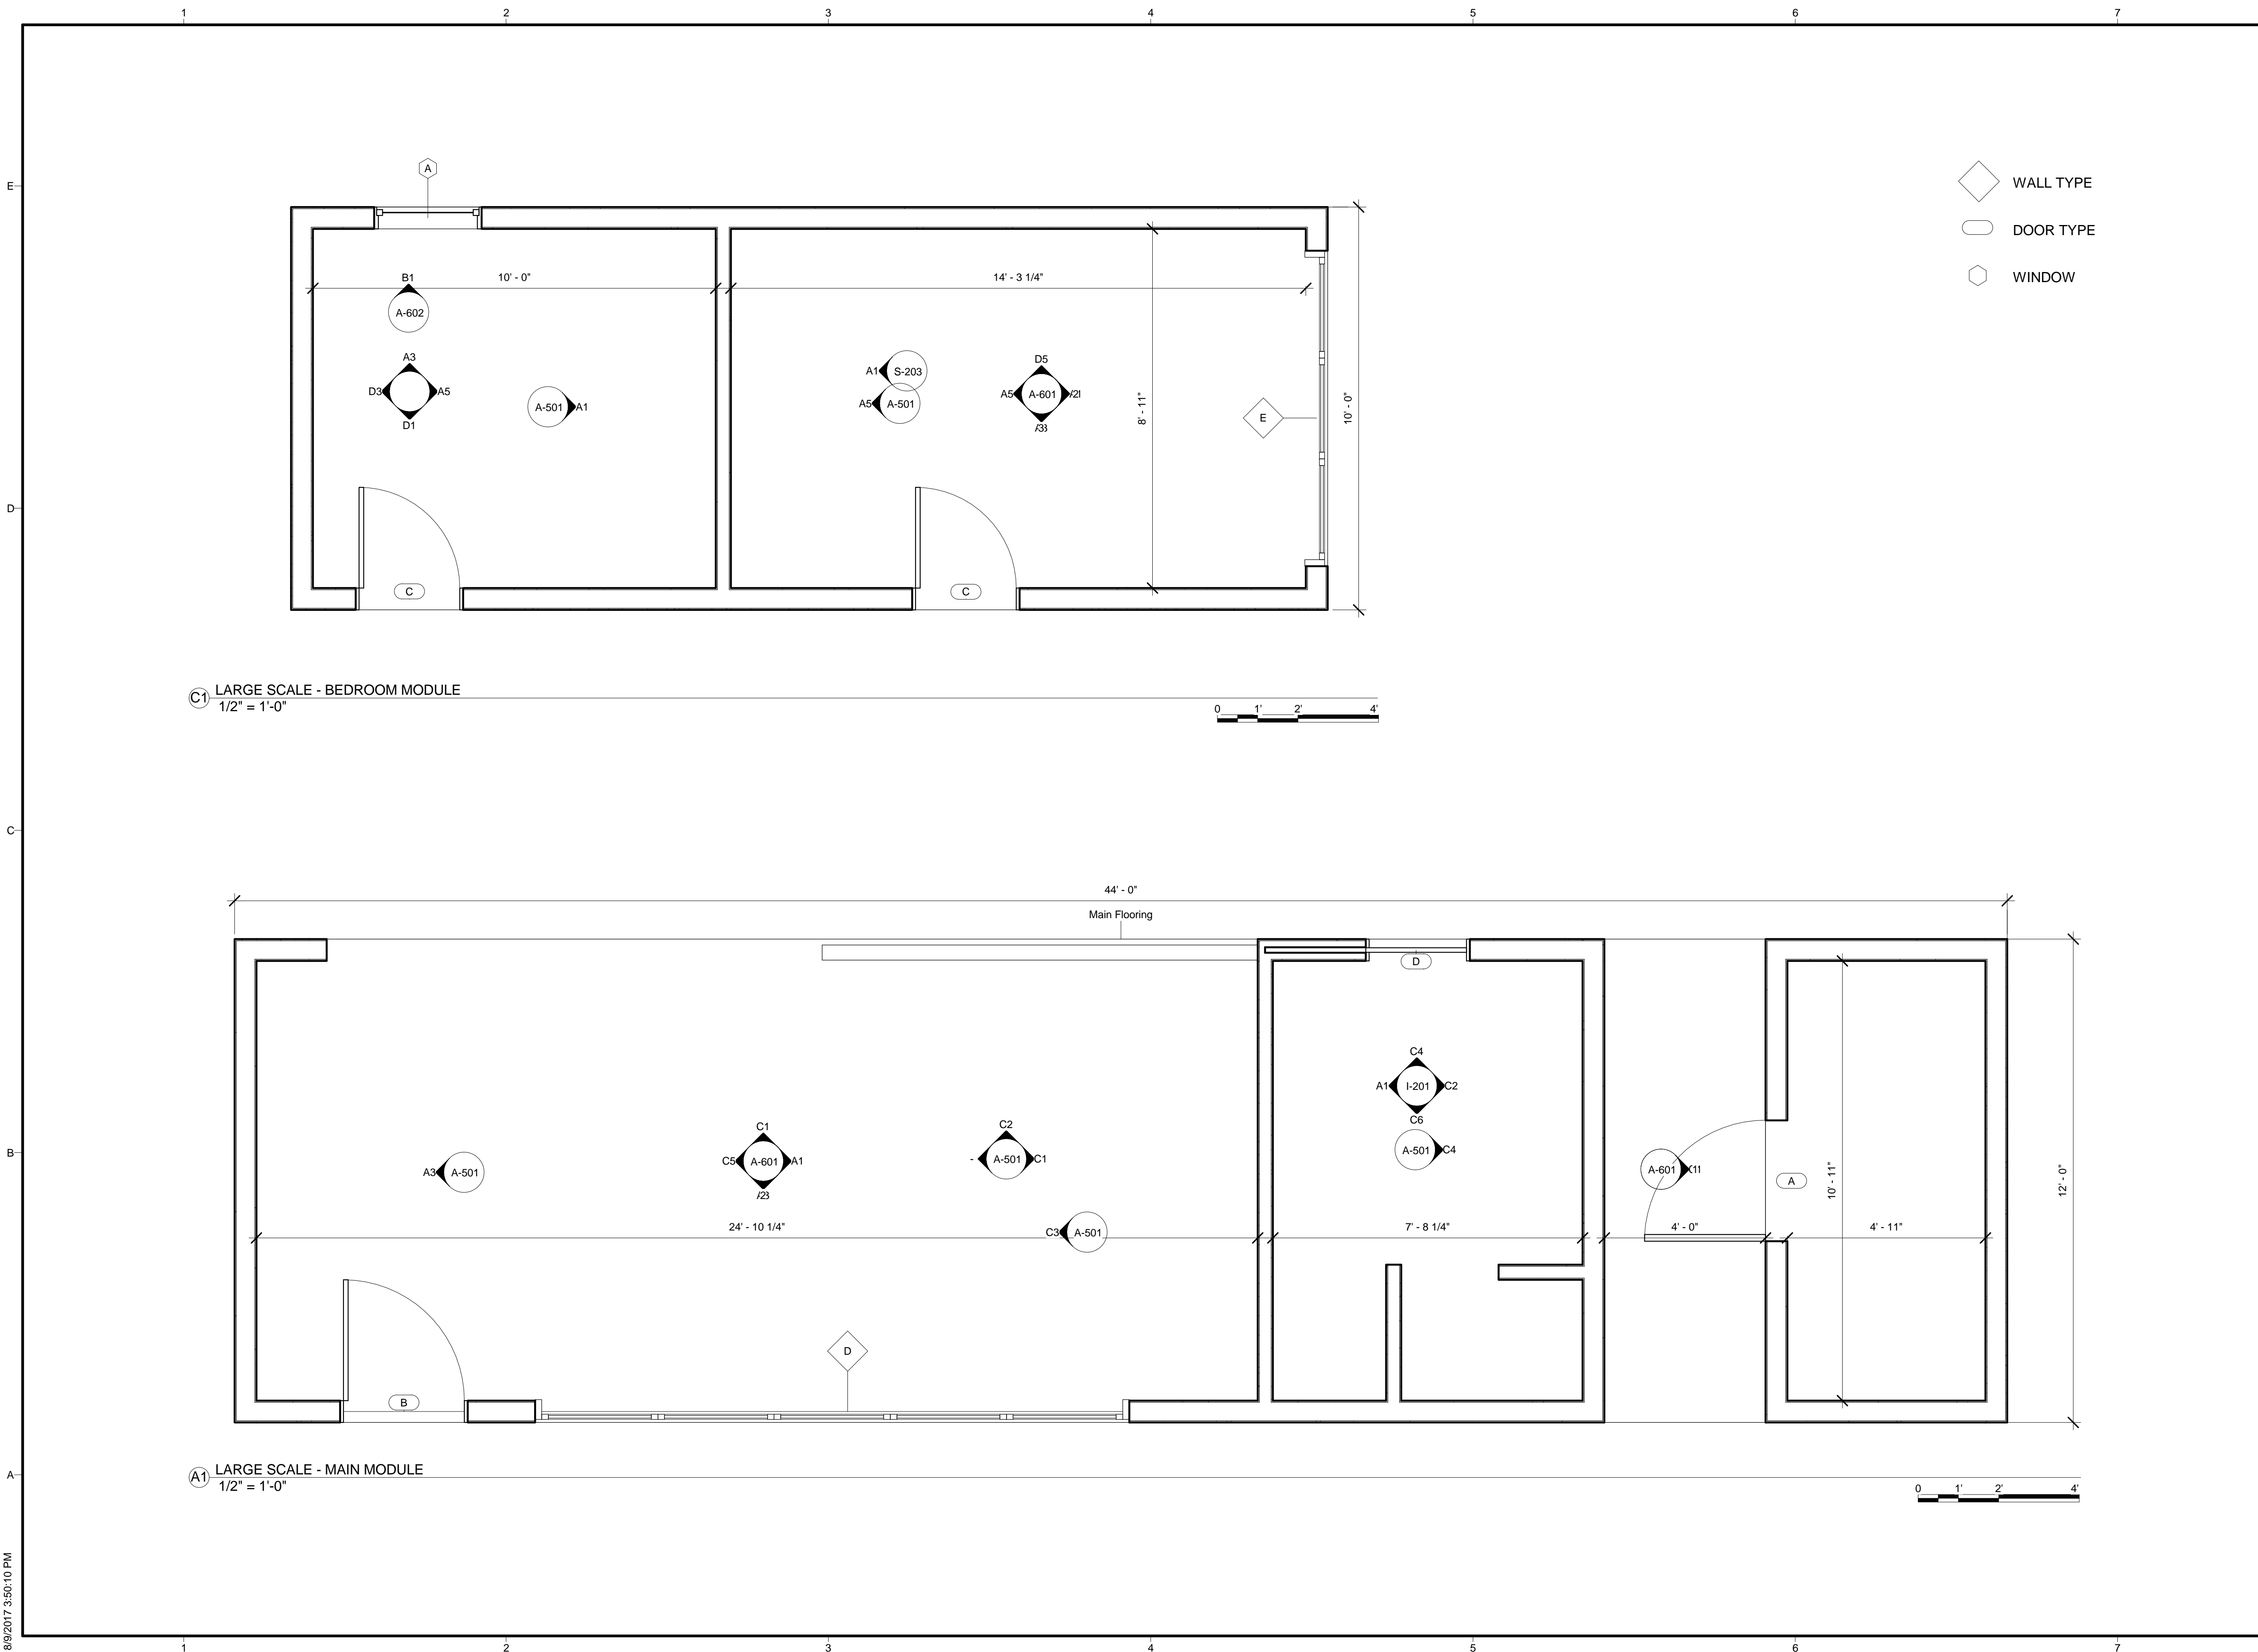 1 2 3 4 5 6 7
E
A
WALL TYPE
DOOR TYPE
WINDOW
B1
10' - 0"
14' - 3 1/4"
A-602
A3
D3 A5
D1
A-501 A1
A1 S-203
A5 A-501
D5
A5 A-601
8' - 11"
E
10' - 0"
D
C
C
C1 LARGE SCALE - BEDROOM MODULE
1/2" = 1'-0"
0 1' 2' 4'
C
44' - 0"
Main Flooring
D
C4
A1 I-201 C2
C6
A-501 C4
C1
C5 A-601 A1
C2
- A-501 C1
B
A3 A-501
A-601
A
10' - 11"
12' - 0"
24' - 10 1/4"
C3 A-501
7' - 8 1/4"
4' - 0"
4' - 11"
D
B
A
A1 LARGE SCALE - MAIN MODULE
1/2" = 1'-0"
0 1' 2' 4'
8/9/2017 3:50:10 PM
1 2 3 4 5 6 7